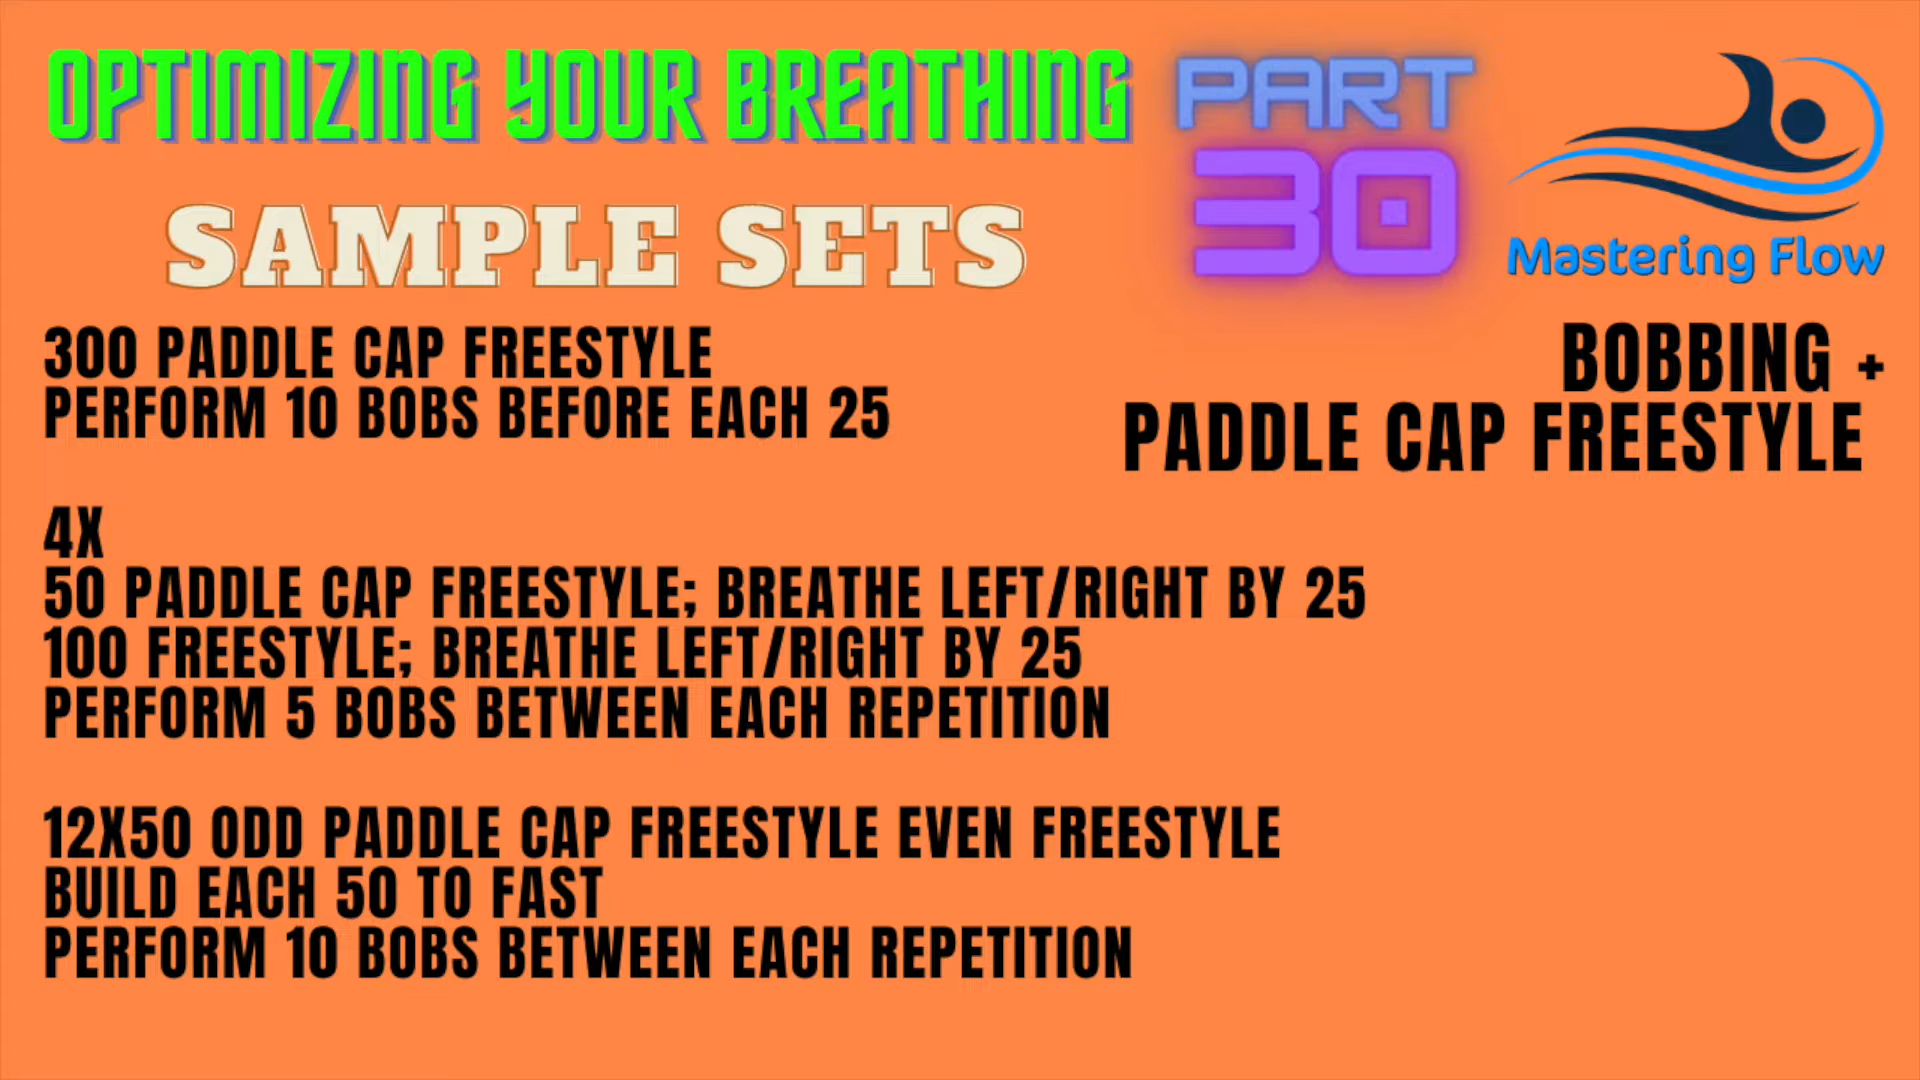 OPTIMIZING YOUR BREATHING
PART
30
SAMPLE SETS
Mastering Flow
BOBBING +
PADDLE CAP FREESTYLE
300 PADDLE CAP FREESTYLE
PERFORM 10 BOBS BEFORE EACH 25
4X
50 PADDLE CAP FREESTYLE; BREATHE LEFT/RIGHT BY 25
100 FREESTYLE; BREATHE LEFT/RIGHT BY 25
PERFORM 5 BOBS BETWEEN EACH REPETITION
12X50 ODD PADDLE CAP FREESTYLE EVEN FREESTYLE
BUILD EACH 50 TO FAST
PERFORM 10 BOBS BETWEEN EACH REPETITION